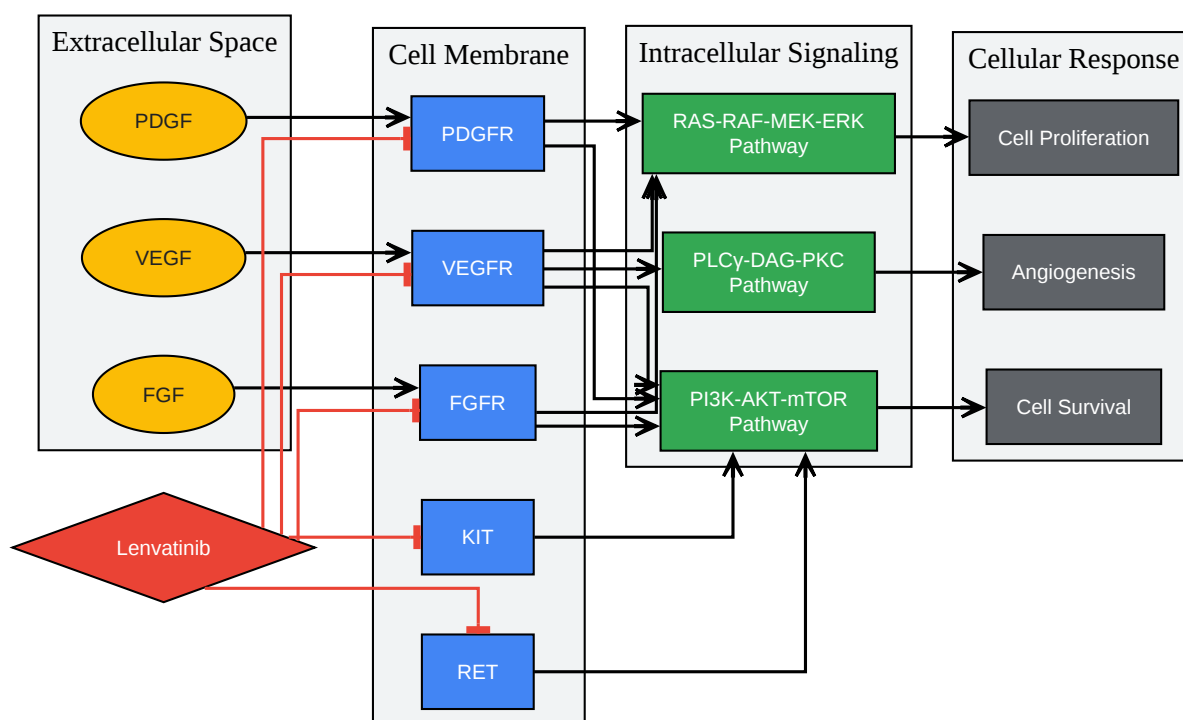 Extracellular Space
PDGF
VEGF
FGF
Lenvatinib
Cell Membrane
PDGFR
VEGFR
FGFR
KIT
RET
Intracellular Signaling
RAS-RAF-MEK-ERK
Pathway
PLCγ-DAG-PKC
Pathway
PI3K-AKT-mTOR
Pathway
Cellular Response
Cell Proliferation
Angiogenesis
Cell Survival